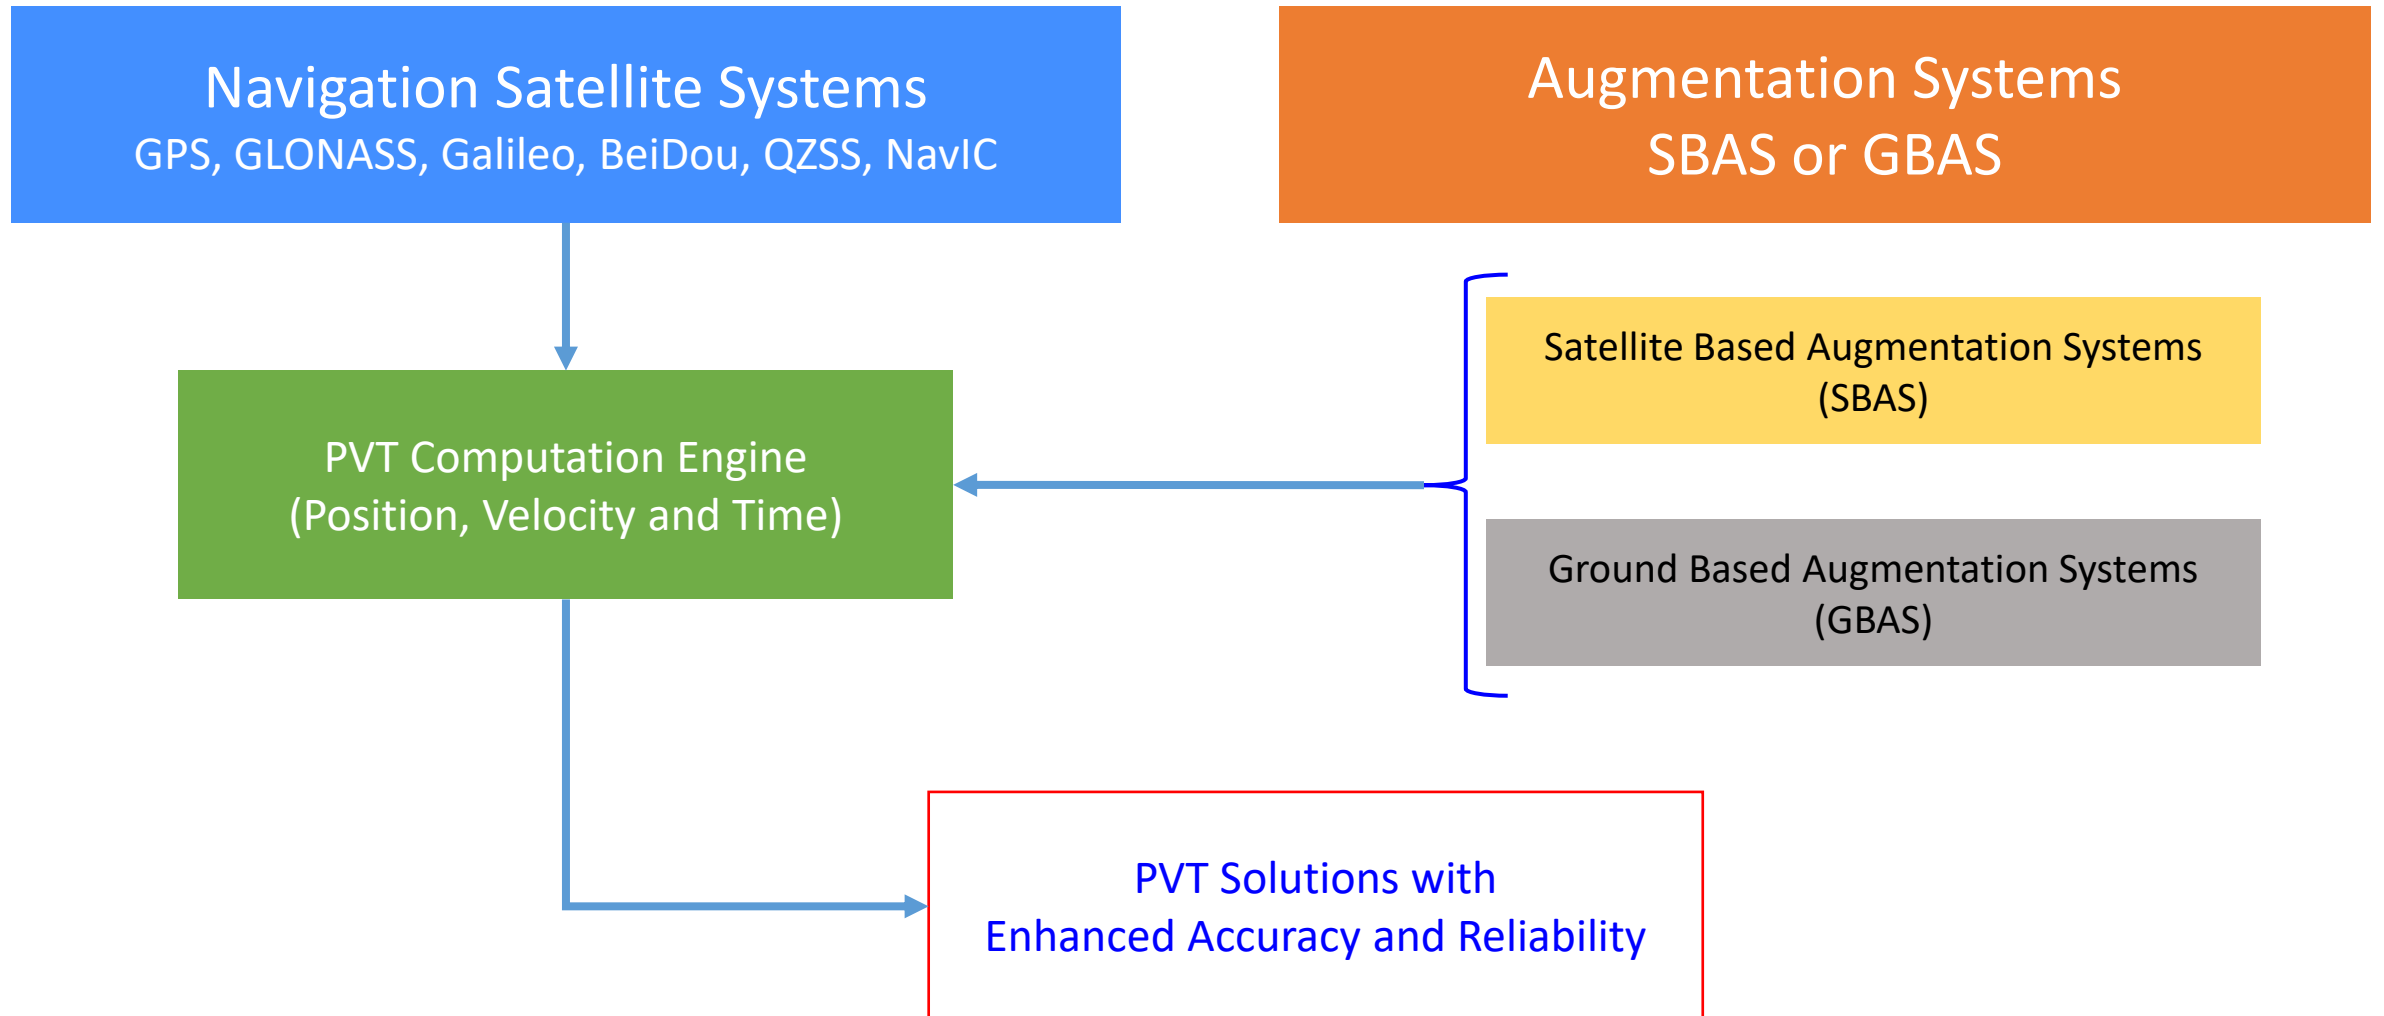 Navigation Satellite Systems
GPS, GLONASS, Galileo, BeiDou, QZSS, NavIC
Augmentation Systems
SBAS or GBAS
Satellite Based Augmentation Systems
(SBAS)
PVT Computation Engine
(Position, Velocity and Time)
Ground Based Augmentation Systems
(GBAS)
PVT Solutions with
Enhanced Accuracy and Reliability